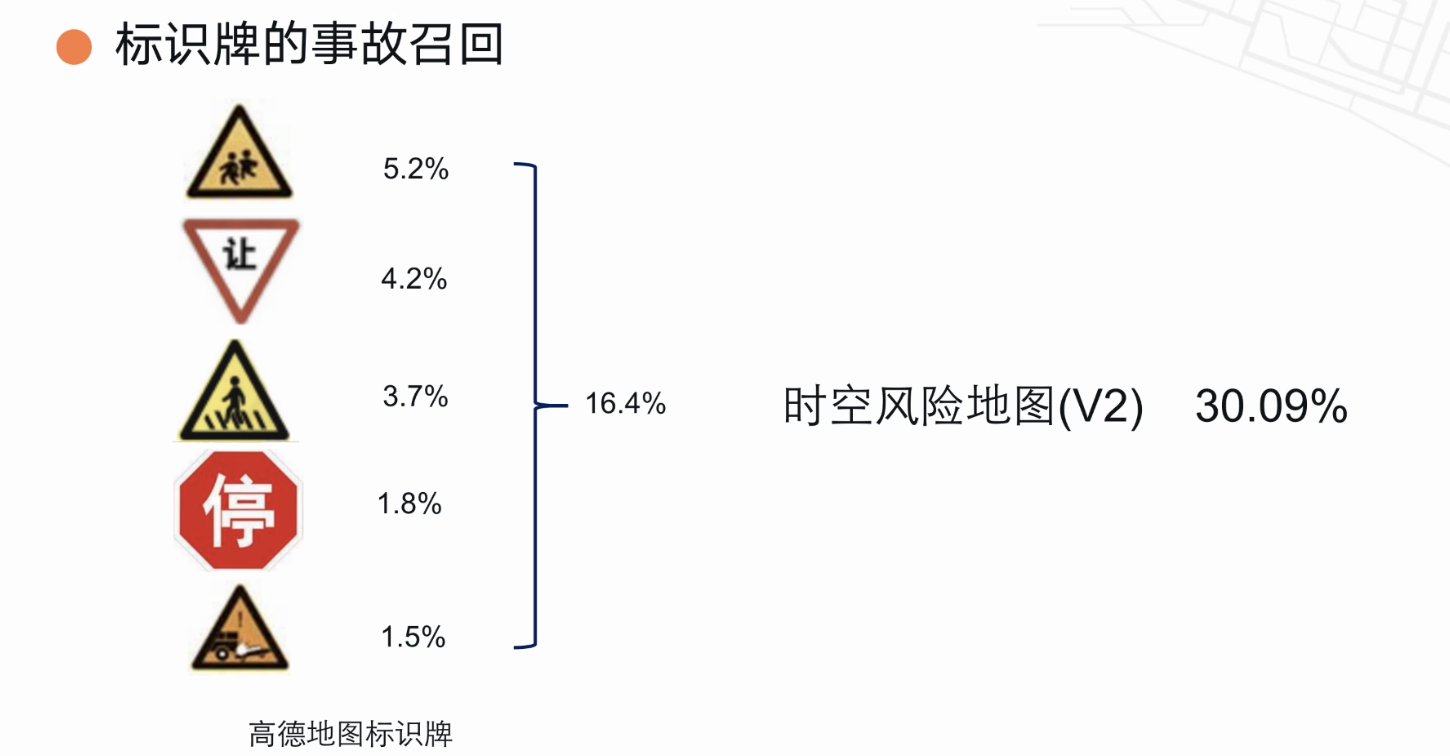 标识牌的事故召回
5.2%
让
4.2%
3.7%
16.4%
时空风险地图(V2) 30.09%
停
1.8%
!
1.5%
高德地图标识牌